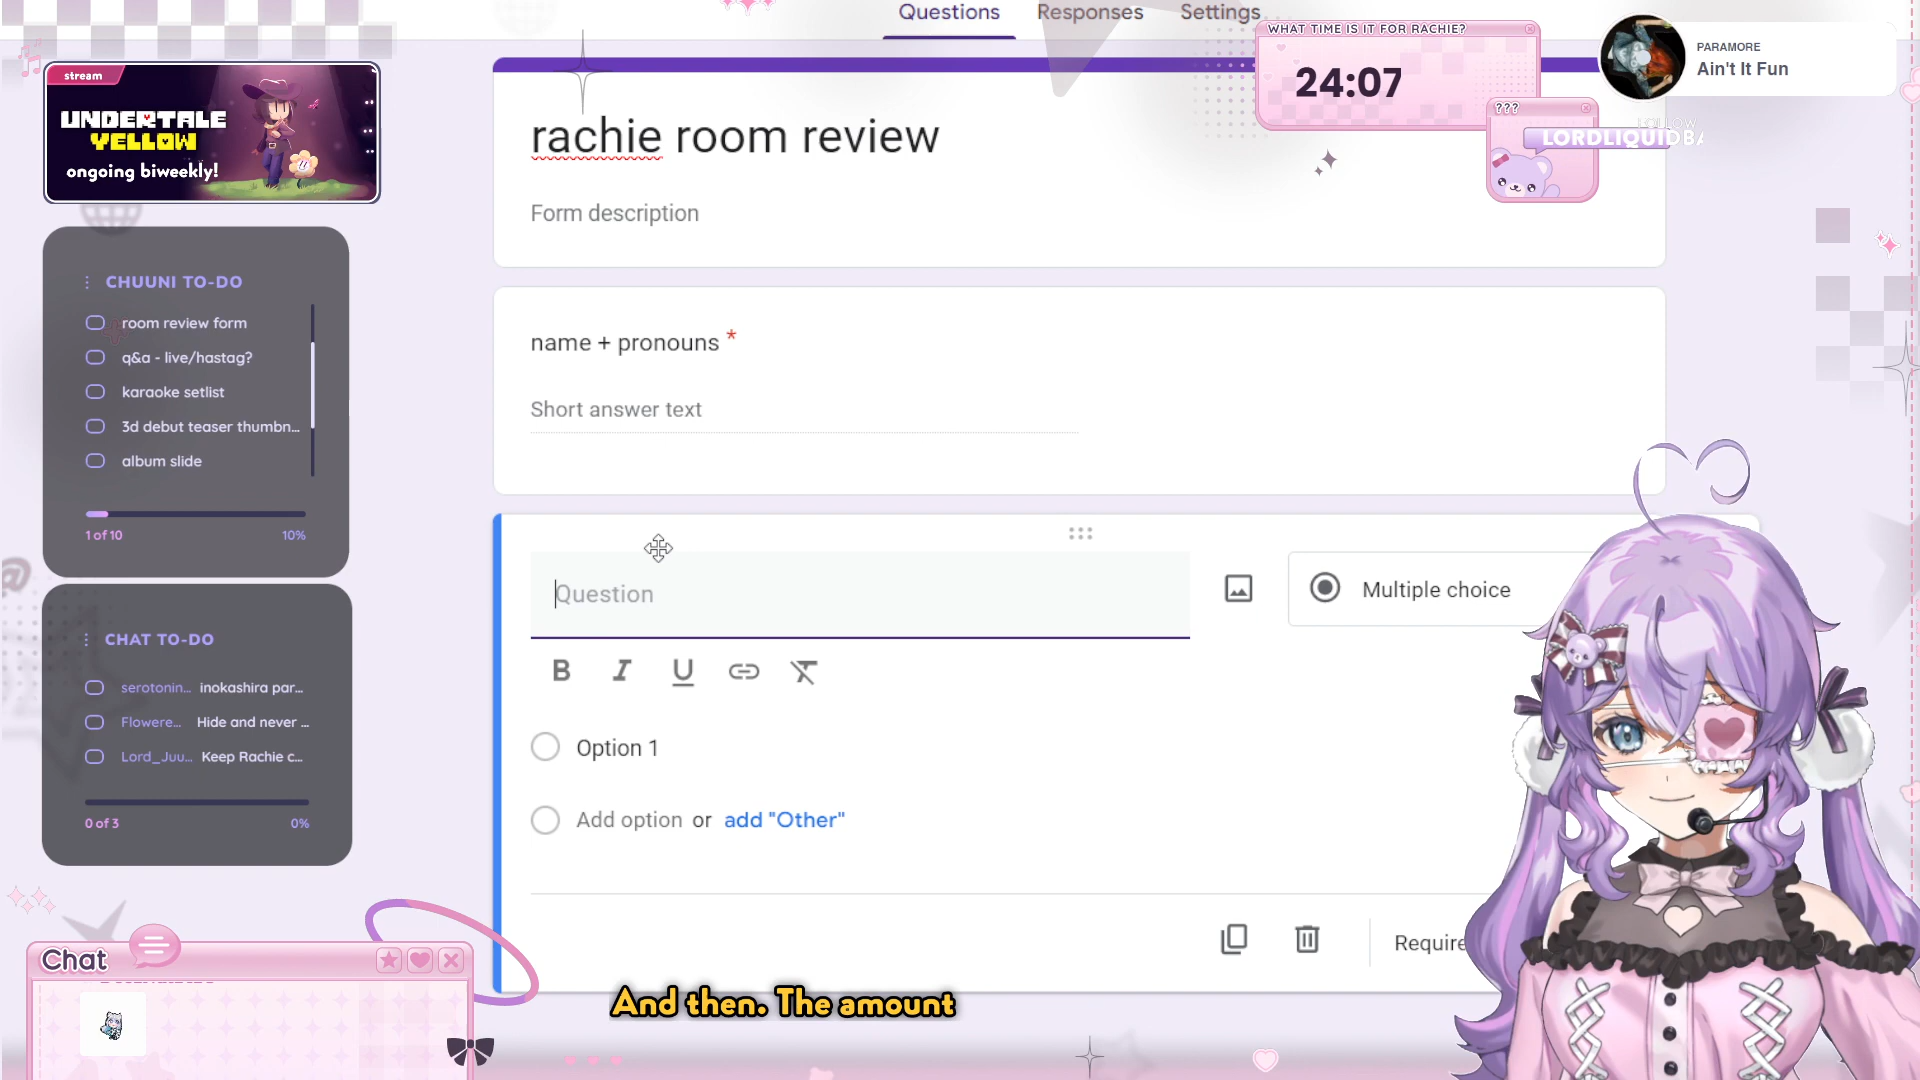 Questions Responses Settings
WHAT TIME IS IT FOR RACHIE?
24:07
PARAMORE
Ain't It Fun
???
FOLLOW
LORDLIQUIDBA
stream
UNDERTALE
YELLOW
ongoing biweekly!
rachie room review
Form description
CHUUNI TO-DO
room review form
q&a - live/hastag?
karaoke setlist
3d debut teaser thumbn...
album slide
1 of 10 10%
name + pronouns *
Short answer text
Question
Multiple choice
B I U
Option 1
Add option or add "Other"
Require
CHAT TO-DO
serotonin... inokashira par...
Flowere... Hide and never ...
Lord_Juu... Keep Rachie c...
0 of 3 0%
Chat
And then. The amount